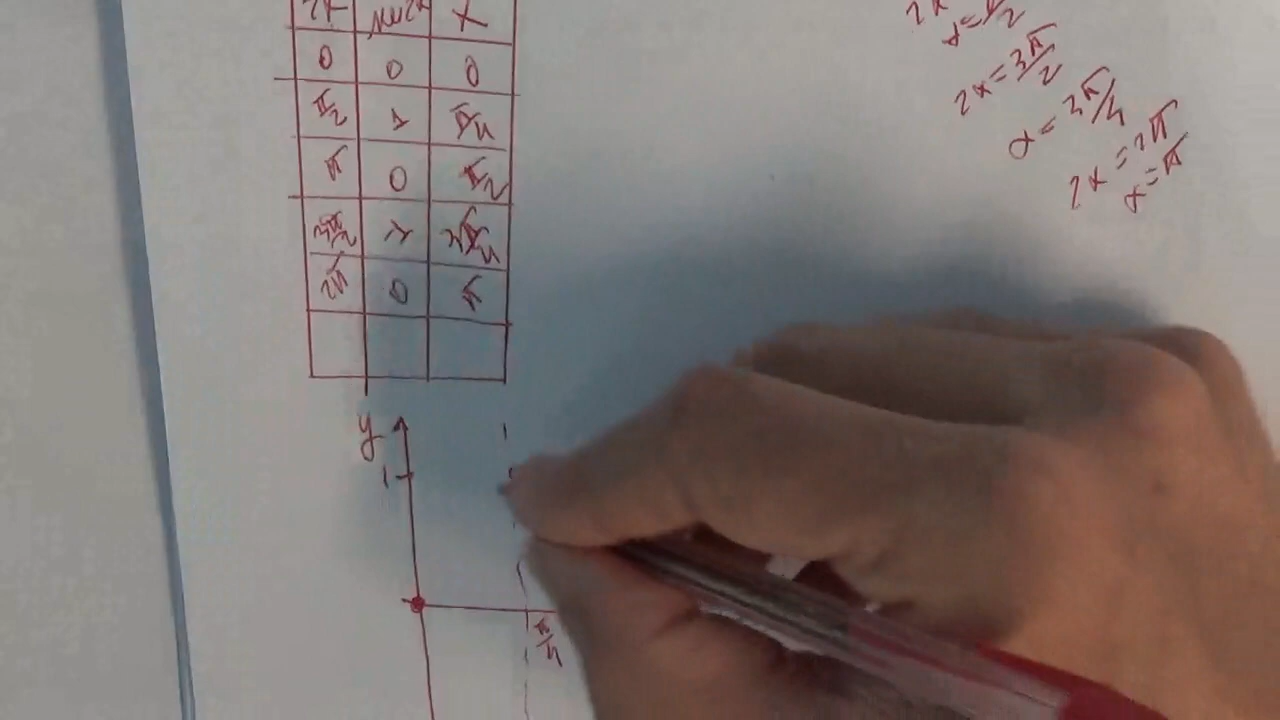 2x sin2x x
0 0 0
π/2 1 π/4
π 0 π/2
3π/2 1 3π/4
2π 0 π
2x = 3π/2
x = 3π/4
2x = 2π
x = π
y
1
π/4